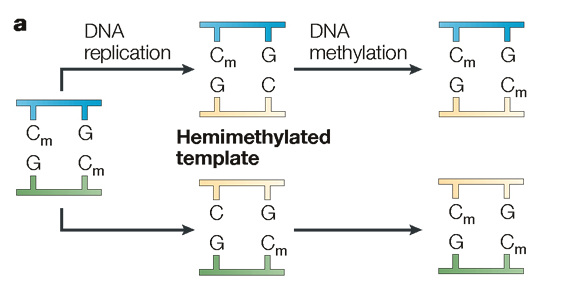 a
DNA
replication
DNA
methylation
Cm G
G C
Cm G
G Cm
Cm G
G Cm
Hemimethylated
template
C G
G Cm
Cm G
G Cm